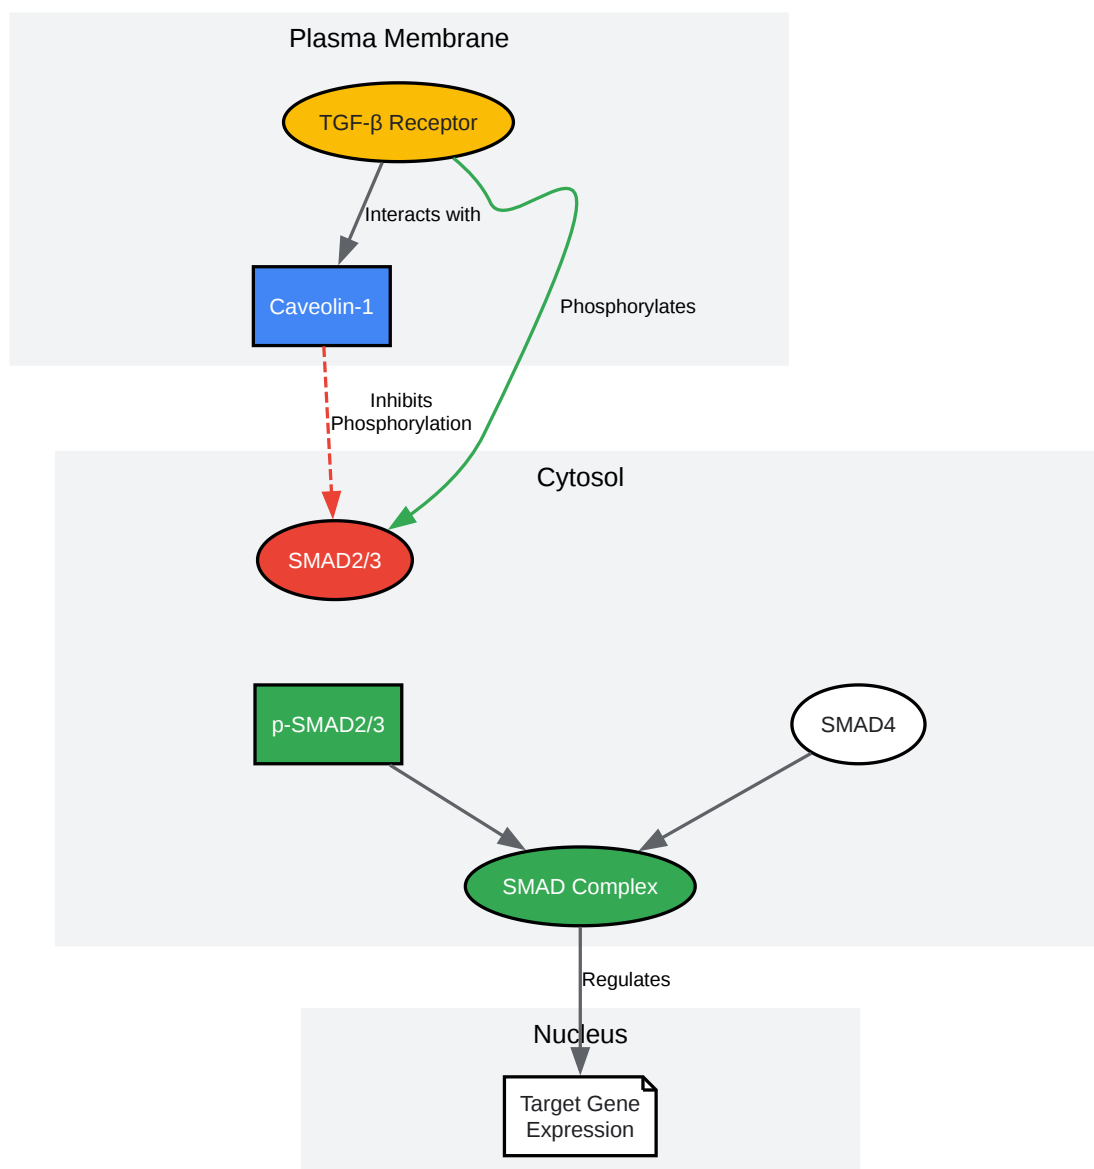 Plasma Membrane
TGF-β Receptor
Interacts with
Caveolin-1
Phosphorylates
Inhibits
Phosphorylation
Cytosol
SMAD2/3
p-SMAD2/3
SMAD4
SMAD Complex
Regulates
Nucleus
Target Gene
Expression